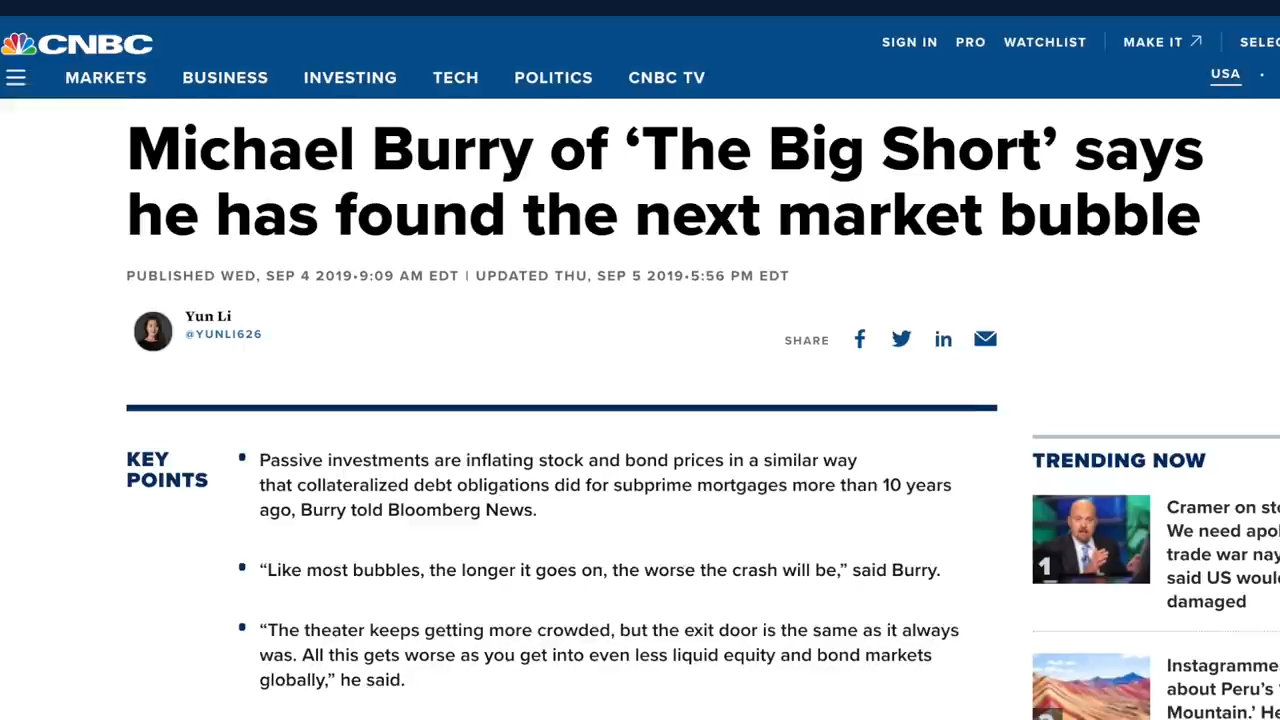 CNBC
SIGN IN PRO WATCHLIST MAKE IT
MARKETS BUSINESS INVESTING TECH POLITICS CNBC TV
USA
Michael Burry of ‘The Big Short’ says
he has found the next market bubble
PUBLISHED WED, SEP 4 2019•9:09 AM EDT | UPDATED THU, SEP 5 2019•5:56 PM EDT
Yun Li
@YUNLI626
SHARE
KEY
POINTS
Passive investments are inflating stock and bond prices in a similar way
that collateralized debt obligations did for subprime mortgages more than 10 years
ago, Burry told Bloomberg News.
“Like most bubbles, the longer it goes on, the worse the crash will be,” said Burry.
“The theater keeps getting more crowded, but the exit door is the same as it always
was. All this gets worse as you get into even less liquid equity and bond markets
globally,” he said.
TRENDING NOW
1
Cramer on
We need
trade war
said US
damaged
2
about Peru’s
Mountain.’